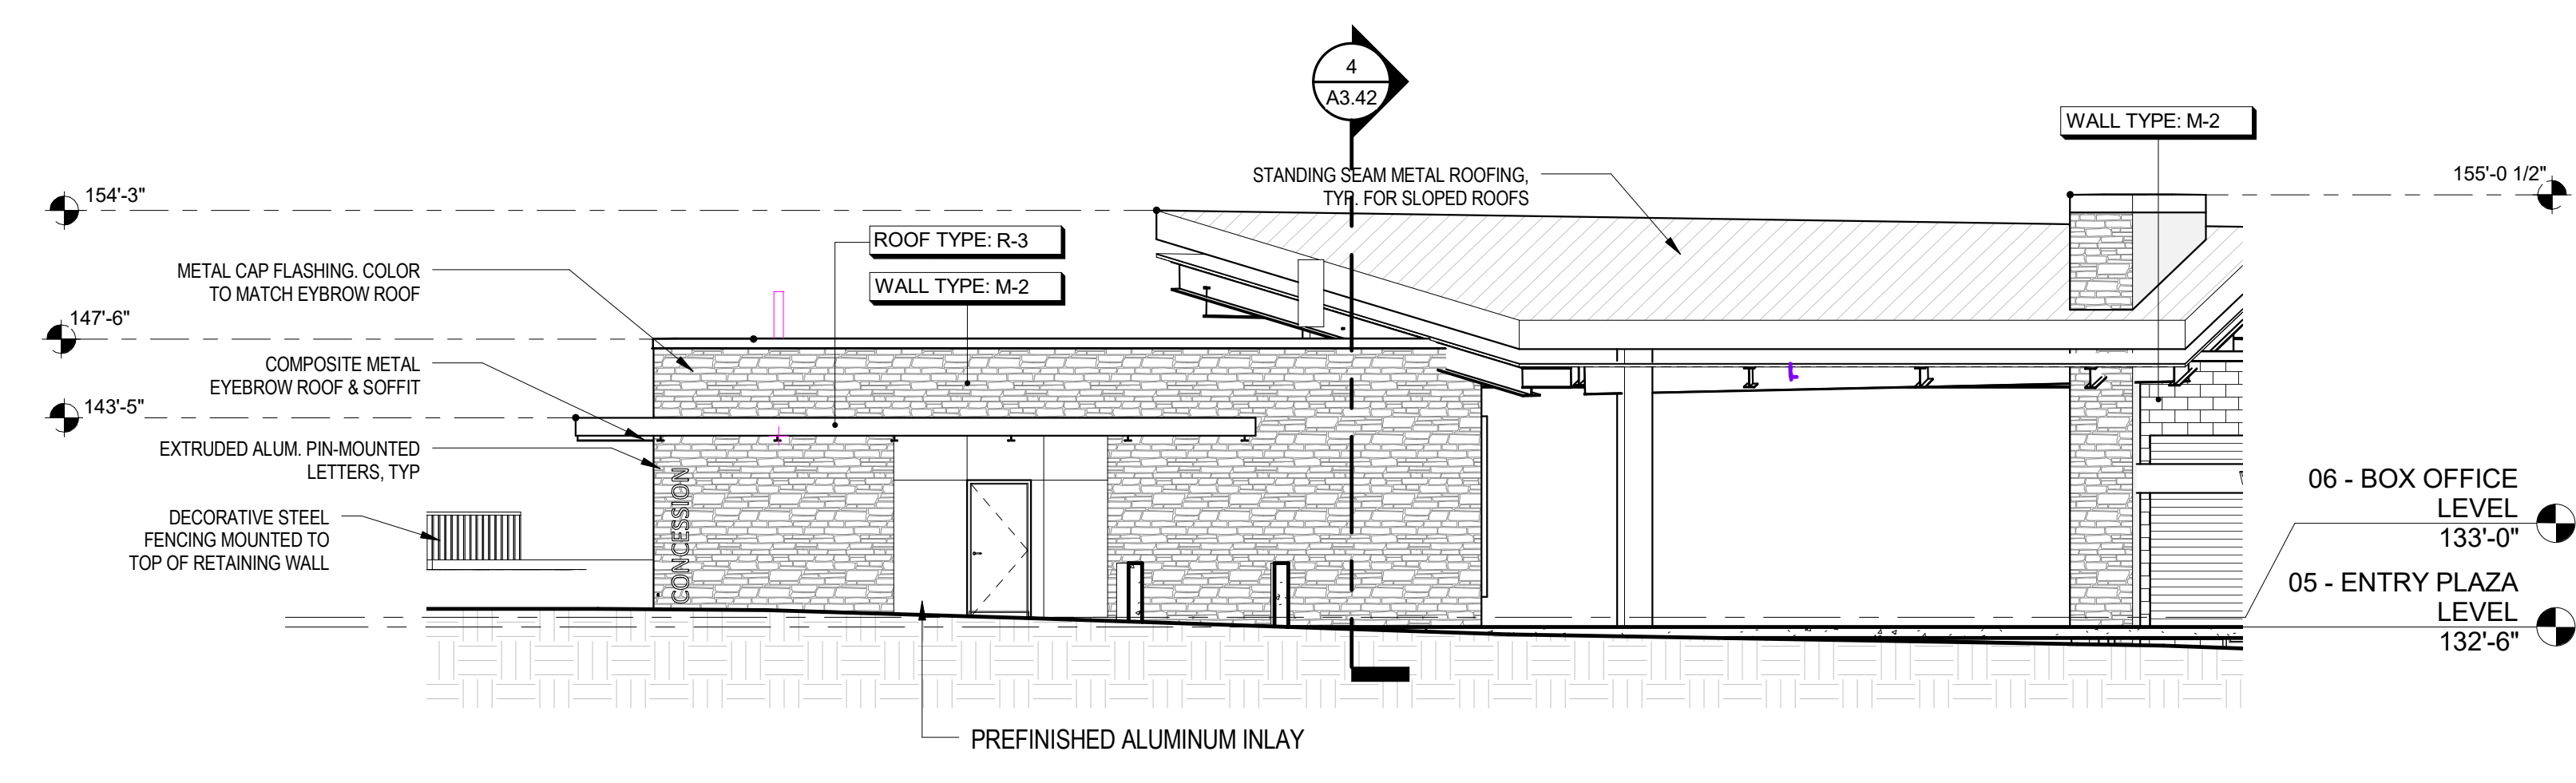 4
A3.42
WALL TYPE: M-2
STANDING SEAM METAL ROOFING,
TYP. FOR SLOPED ROOFS
155'-0 1/2"
154'-3"
ROOF TYPE: R-3
METAL CAP FLASHING. COLOR
TO MATCH EYBROW ROOF
WALL TYPE: M-2
147'-6"
COMPOSITE METAL
EYEBROW ROOF & SOFFIT
143'-5"
EXTRUDED ALUM. PIN-MOUNTED
LETTERS, TYP
CONCESSION
DECORATIVE STEEL
FENCING MOUNTED TO
TOP OF RETAINING WALL
06 - BOX OFFICE
LEVEL
133'-0"
05 - ENTRY PLAZA
LEVEL
132'-6"
PREFINISHED ALUMINUM INLAY